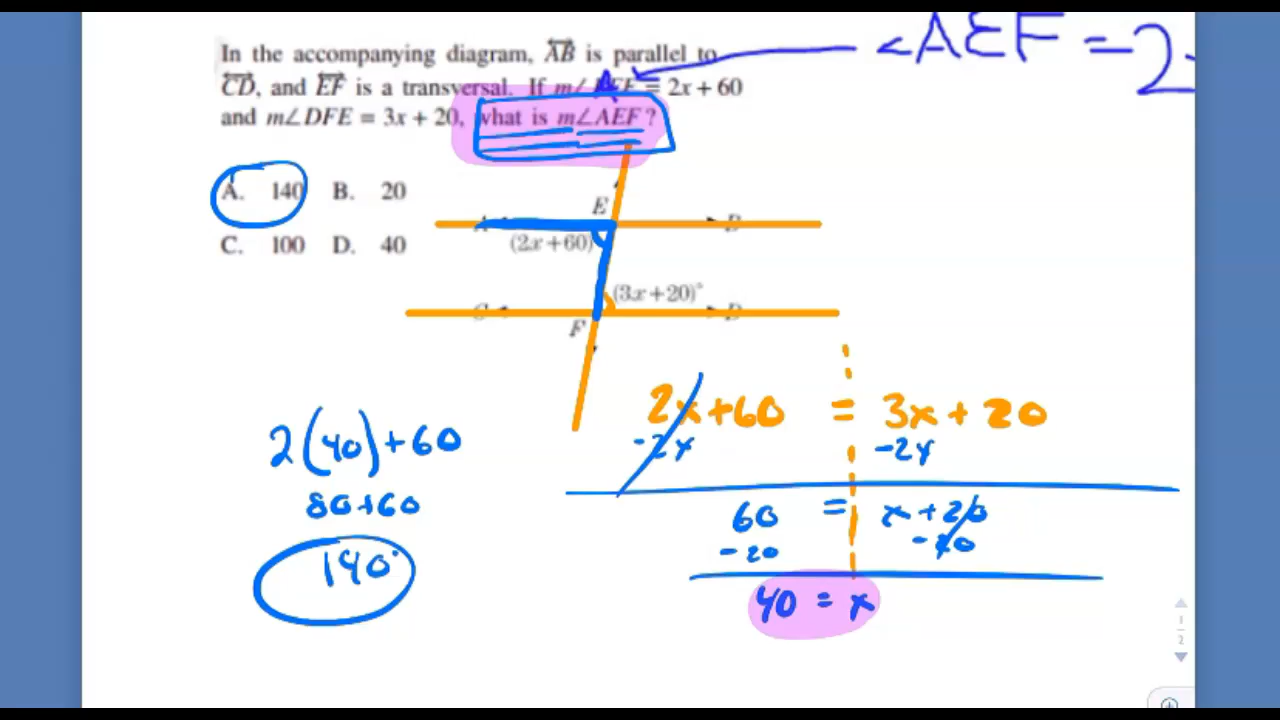 ∠AEF = 2
In the accompanying diagram, AB is parallel to
CD, and EF is a transversal. If m∠AEF = 2x + 60
and m∠DFE = 3x + 20, what is m∠AEF?
A. 140 B. 20
C. 100 D. 40
E
A B
(2x+60)
(3x+20)°
C D
F
2x+60 = 3x+20
-2x -2x
60 = x+20
-20 -20
40 = x
2(40)+60
80+60
140°
1
2